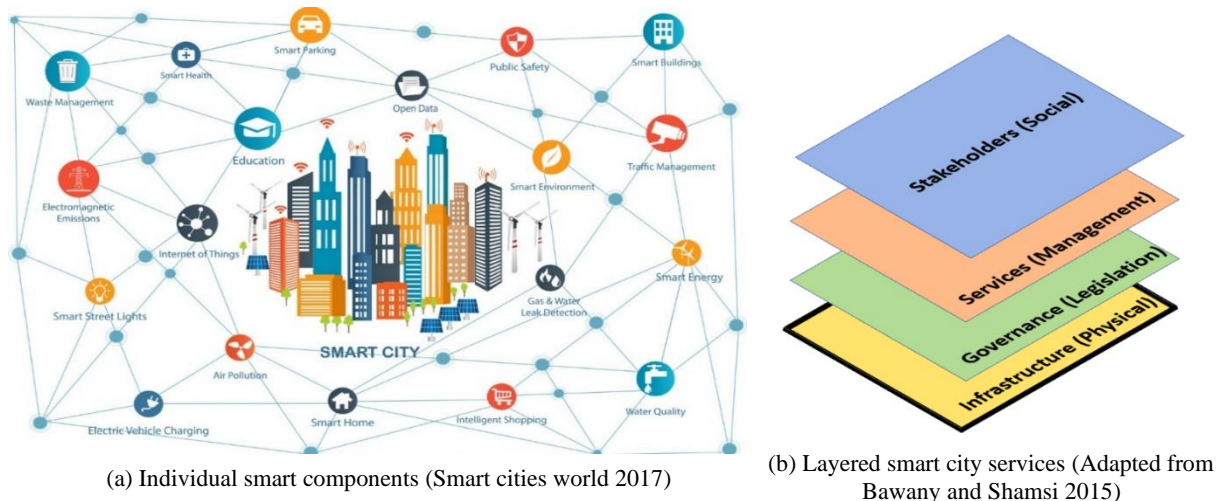 Smart Parking
Public Safety
Smart Buildings
Smart Health
Waste Management
Open Data
Education
Traffic Management
Smart Environment
Electromagnetic
Emissions
Internet of Things
Smart Energy
Gas & Water
Leak Detection
Smart Street Lights
SMART CITY
Air Pollution
Water Quality
Electric Vehicle Charging
Smart Home
Intelligent Shopping
Stakeholders (Social)
Services (Management)
Governance (Legislation)
Infrastructure (Physical)
(a) Individual smart components (Smart cities world 2017)
(b) Layered smart city services (Adapted from
Bawany and Shamsi 2015)